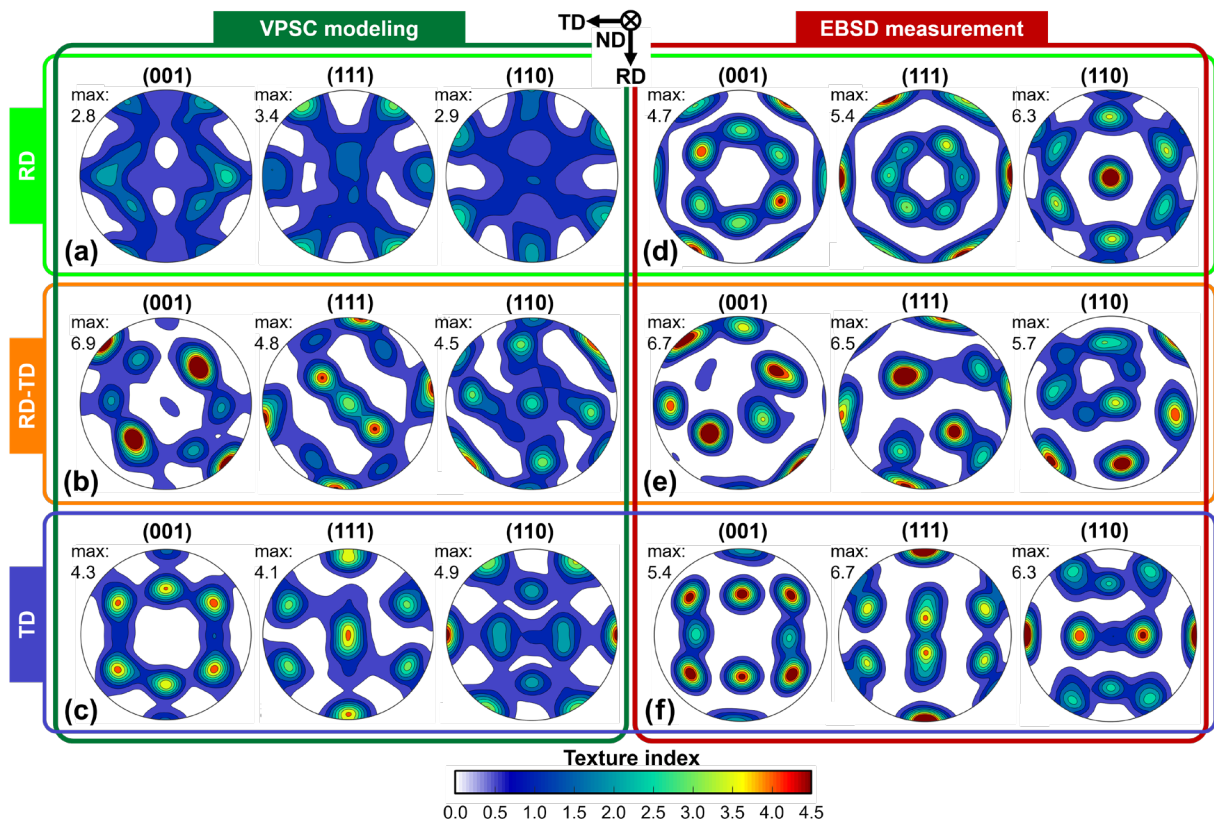 VPSC modeling
EBSD measurement
TD
ND
RD
RD
(001)
(111)
(110)
(001)
(111)
(110)
max:
2.8
max:
3.4
max:
2.9
max:
4.7
max:
5.4
max:
6.3
(a)
(d)
RD-TD
(001)
(111)
(110)
(001)
(111)
(110)
max:
6.9
max:
4.8
max:
4.5
max:
6.7
max:
6.5
max:
5.7
(b)
(e)
TD
(001)
(111)
(110)
(001)
(111)
(110)
max:
4.3
max:
4.1
max:
4.9
max:
5.4
max:
6.7
max:
6.3
(c)
(f)
Texture index
0.0 0.5 1.0 1.5 2.0 2.5 3.0 3.5 4.0 4.5